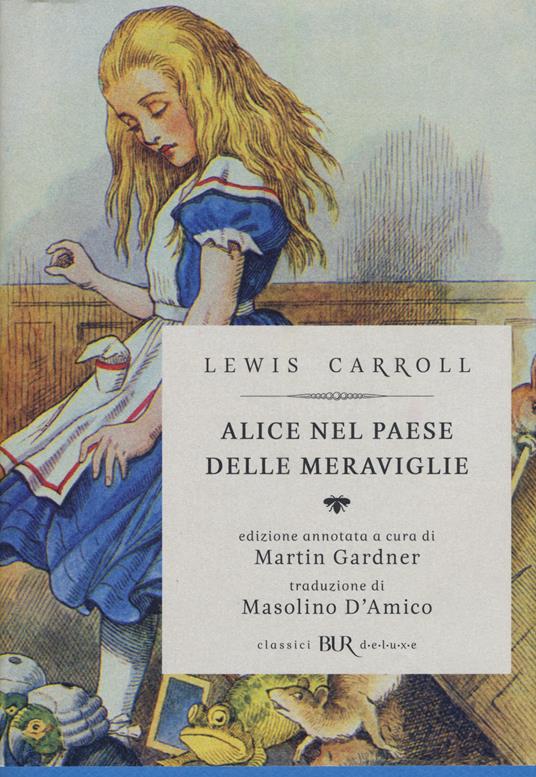 LEWIS CARROLL
ALICE NEL PAESE
DELLE MERAVIGLIE
edizione annotata a cura di
Martin Gardner
traduzione di
Masolino D'Amico
classici BUR d•e•l•u•x•e